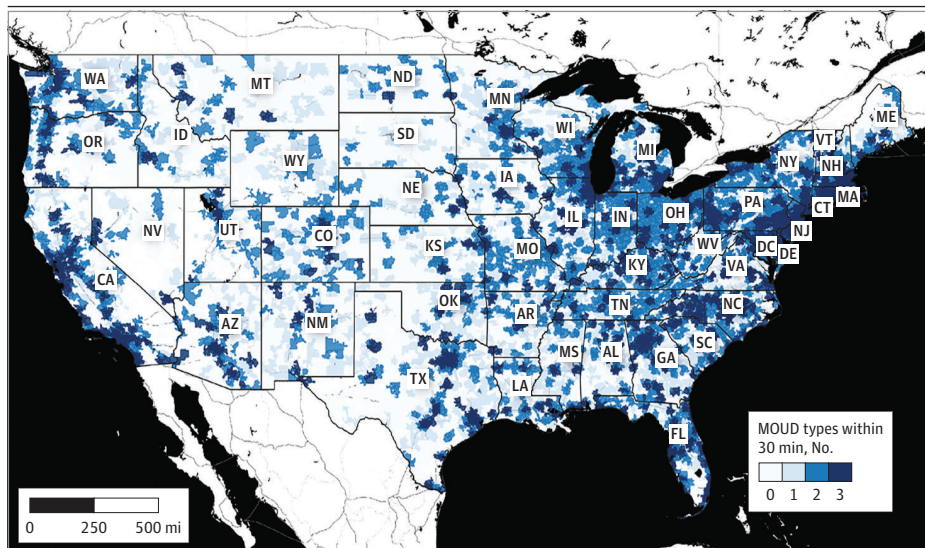 WA
MT
ND
MN
ME
OR
ID
SD
WI
MI
VT
NY
NH
WY
NE
IA
MA
PA
CT
NV
UT
CO
IL
IN
OH
NJ
KS
MO
WV
DC
DE
CA
KY
VA
OK
TN
NC
AZ
NM
AR
SC
MS
AL
GA
TX
LA
FL
MOUD types within
30 min, No.
0 1 2 3
0 250 500 mi